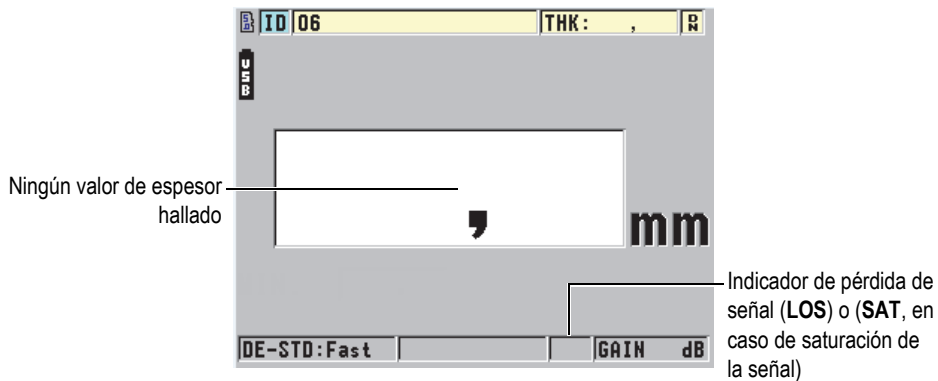 ID 06 THK: ,
USB
Ningún valor de espesor
hallado
,
mm
Indicador de pérdida de
señal (LOS) o (SAT, en
caso de saturación de
la señal)
DE-STD:Fast GAIN dB